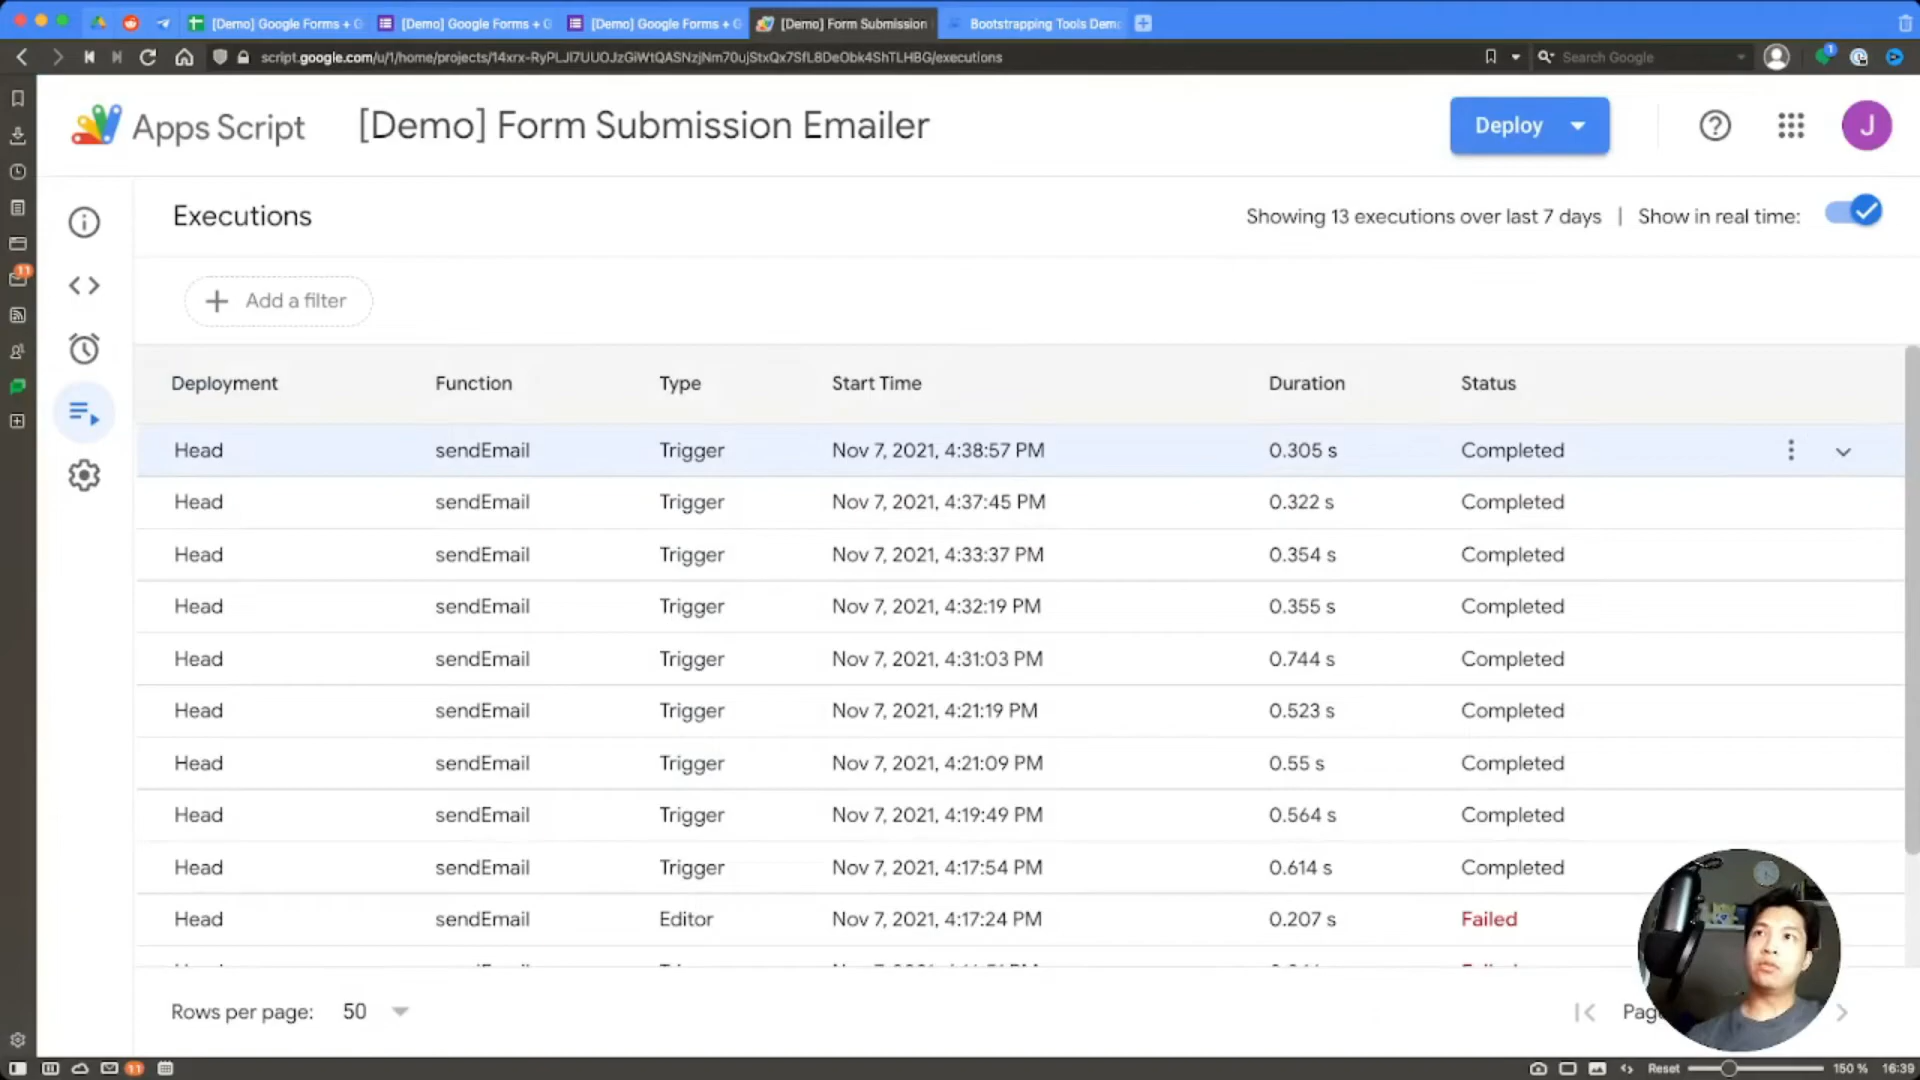 [Demo] Google Forms + G
[Demo] Google Forms + G
[Demo] Google Forms + G
[Demo] Form Submission
Bootstrapping Tools Dem
script.google.com/u/1/home/projects/14xrx-RyPLJI7UUOJzGiWtQASNzjNm70ujStxQx7SfL8DeObk4ShTLHBG/executions
Search Google
1
Apps Script
[Demo] Form Submission Emailer
Deploy
J
Executions
Showing 13 executions over last 7 days | Show in real time:
11
Add a filter
Deployment Function Type Start Time Duration Status
Head sendEmail Trigger Nov 7, 2021, 4:38:57 PM 0.305 s Completed
Head sendEmail Trigger Nov 7, 2021, 4:37:45 PM 0.322 s Completed
Head sendEmail Trigger Nov 7, 2021, 4:33:37 PM 0.354 s Completed
Head sendEmail Trigger Nov 7, 2021, 4:32:19 PM 0.355 s Completed
Head sendEmail Trigger Nov 7, 2021, 4:31:03 PM 0.744 s Completed
Head sendEmail Trigger Nov 7, 2021, 4:21:19 PM 0.523 s Completed
Head sendEmail Trigger Nov 7, 2021, 4:21:09 PM 0.55 s Completed
Head sendEmail Trigger Nov 7, 2021, 4:19:49 PM 0.564 s Completed
Head sendEmail Trigger Nov 7, 2021, 4:17:54 PM 0.614 s Completed
Head sendEmail Editor Nov 7, 2021, 4:17:24 PM 0.207 s Failed
Rows per page: 50
Pag
11
Reset
150 %
16:39